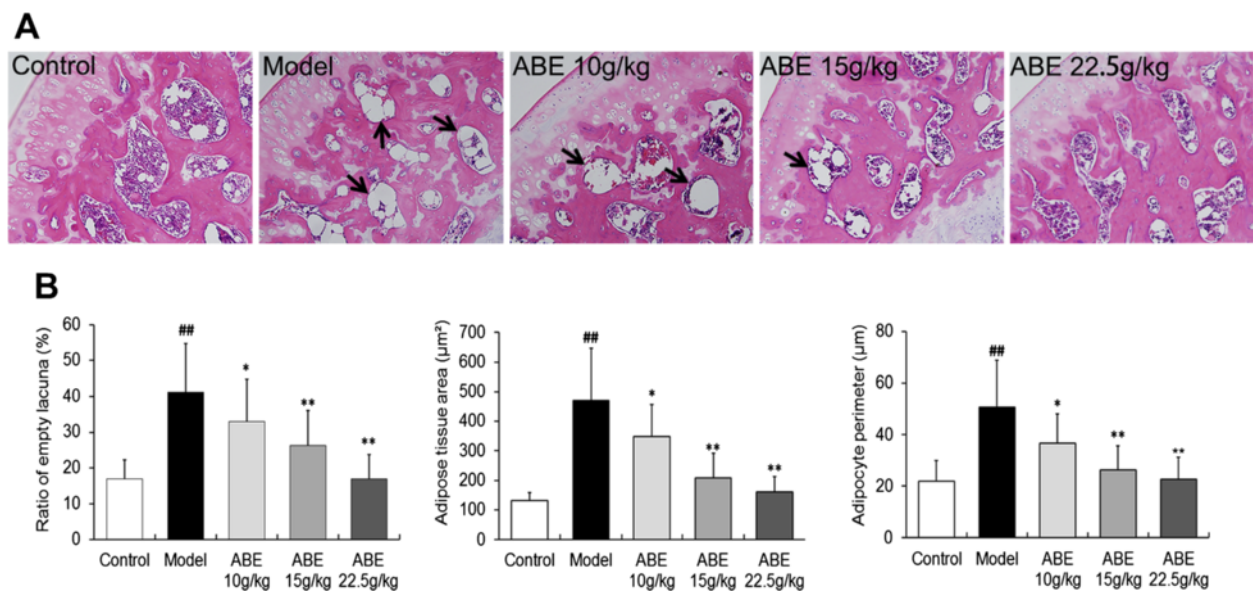 A
Control
Model
ABE 10g/kg
ABE 15g/kg
ABE 22.5g/kg
B
Ratio of empty lacuna (%)
60
50
40
30
20
10
0
##
*
**
**
Control
Model
ABE 10g/kg
ABE 15g/kg
ABE 22.5g/kg
Adipose tissue area (µm²)
700
600
500
400
300
200
100
0
##
*
**
**
Control
Model
ABE 10g/kg
ABE 15g/kg
ABE 22.5g/kg
Adipocyte perimeter (µm)
80
60
40
20
0
##
*
**
**
Control
Model
ABE 10g/kg
ABE 15g/kg
ABE 22.5g/kg